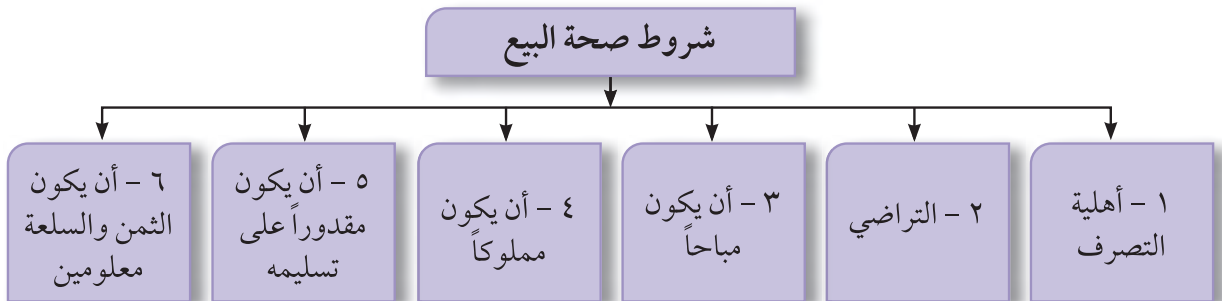 شروط صحة البيع
١ – أهلية
التصرف
٢ – التراضي
٣ – أن يكون
مباحاً
٤ – أن يكون
مملوكاً
٥ – أن يكون
مقدوراً على
تسليمه
٦ – أن يكون
الثمن والسلعة
معلومين